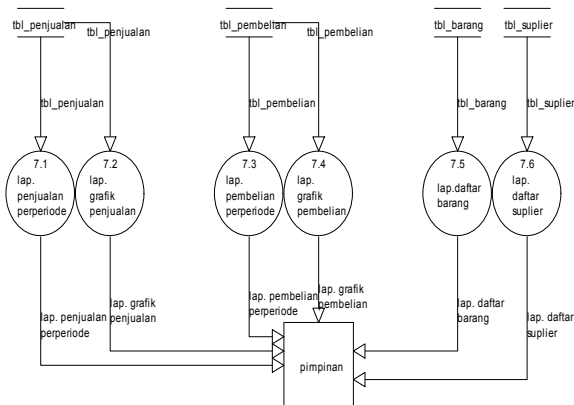 tbl_penjualan
tbl_penjualan
tbl_pembelian
tbl_pembelian
tbl_barang
tbl_suplier
tbl_penjualan
tbl_pembelian
tbl_barang
tbl_suplier
7.1
lap.
penjualan
perperiode
7.2
lap.
grafik
penjualan
7.3
lap.
pembelian
perperiode
7.4
lap.
grafik
pembelian
7.5
lap.daftar
barang
7.6
lap.
daftar
suplier
lap. penjualan
perperiode
lap. grafik
penjualan
lap. pembelian
perperiode
lap. grafik
pembelian
lap. daftar
barang
lap. daftar
suplier
pimpinan